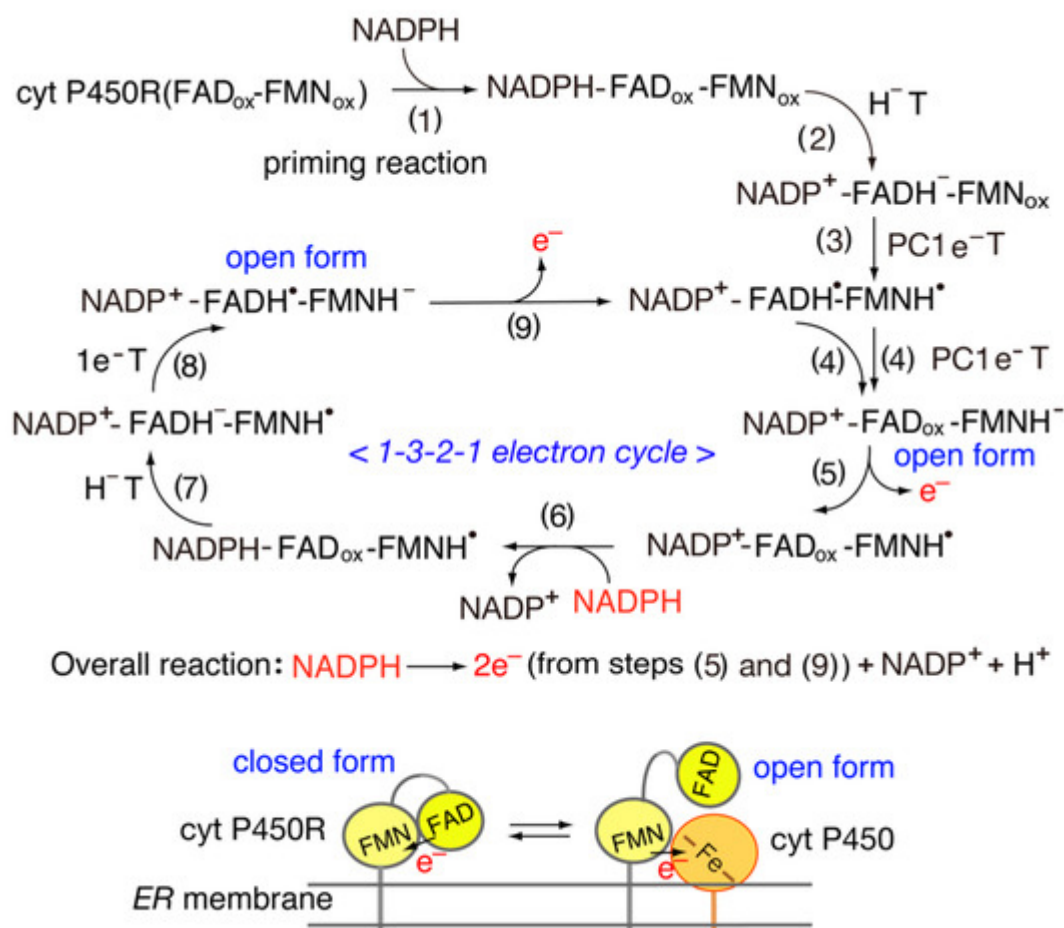 NADPH
cyt P450R(FADox-FMNox)
(1)
priming reaction
NADPH-FADox-FMNox
H⁻ T
(2)
NADP⁺-FADH⁻-FMNox
(3)
PC1e⁻T
open form
e⁻
NADP⁺-FADH•-FMNH⁻
(9)
NADP⁺-FADH•-FMNH•
1e⁻T
(8)
(4)
(4)
PC1e⁻ T
NADP⁺-FADH⁻-FMNH•
NADP⁺-FADox-FMNH⁻
< 1-3-2-1 electron cycle >
open form
(5)
e⁻
H⁻T
(7)
(6)
NADPH-FADox-FMNH•
NADP⁺-FADox-FMNH•
NADP⁺
NADPH
Overall reaction: NADPH → 2e⁻ (from steps (5) and (9)) + NADP⁺ + H⁺
closed form
open form
cyt P450R
FMN
FAD
e⁻
FAD
FMN
e⁻
-Fe-
cyt P450
ER membrane